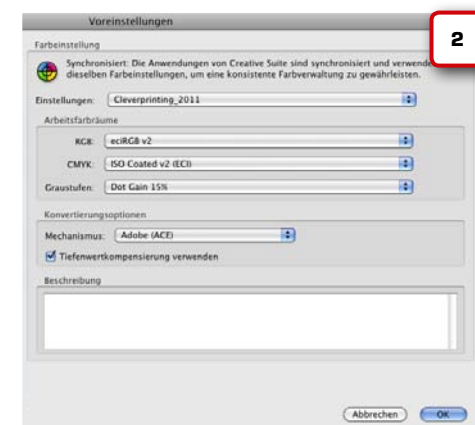 Voreinstellungen
2
Farbeinstellung
Synchronisiert: Die Anwendungen von Creative Suite sind synchronisiert und verwenden
dieselben Farbeinstellungen, um eine konsistente Farbverwaltung zu gewährleisten.
Einstellungen: Cleverprinting_2011
Arbeitsfarbräume
RGB: eciRGB v2
CMYK: ISO Coated v2 (ECI)
Graustufen: Dot Gain 15%
Konvertierungsoptionen
Mechanismus: Adobe (ACE)
Tiefenwertkompensierung verwenden
Beschreibung
Abbrechen OK